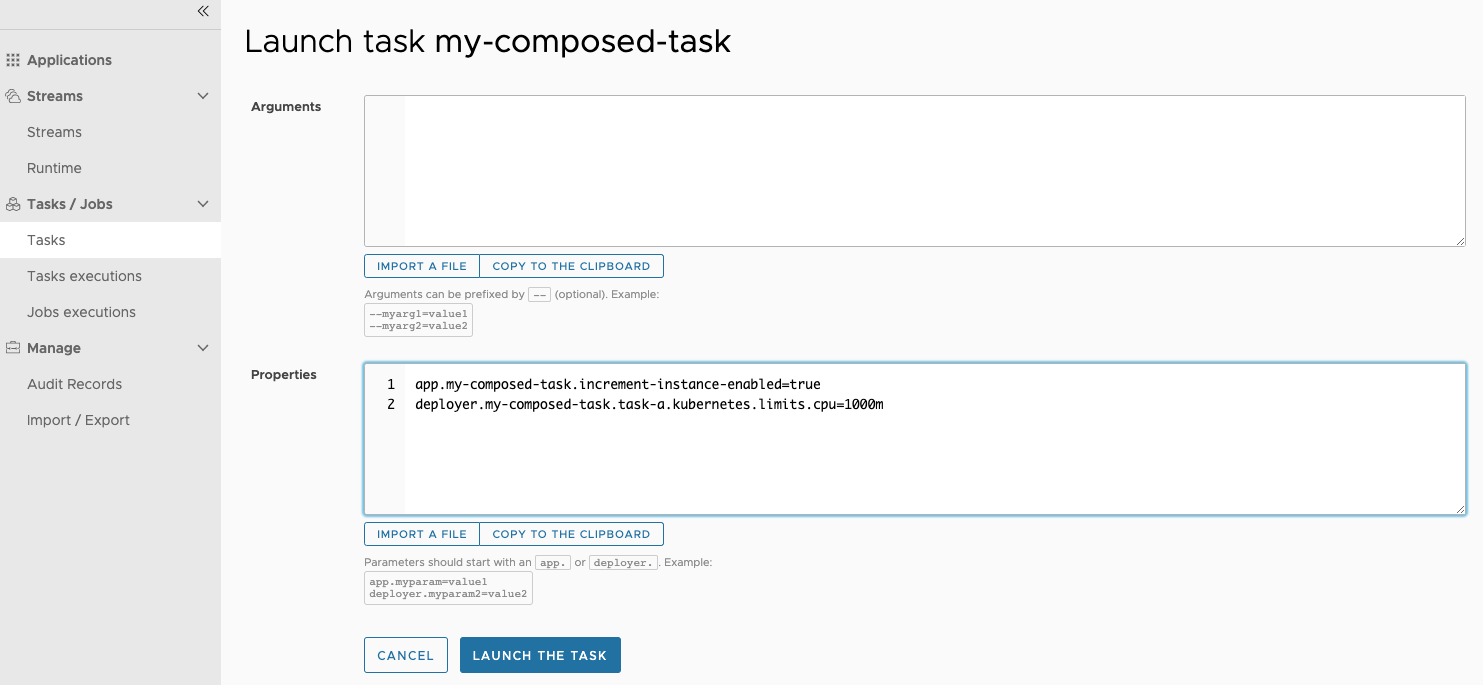 Applications
Streams
Streams
Runtime
Tasks / Jobs
Tasks
Tasks executions
Jobs executions
Manage
Audit Records
Import / Export
Launch task my-composed-task
Arguments
IMPORT A FILE COPY TO THE CLIPBOARD
Arguments can be prefixed by -- (optional). Example:
--myarg1=value1
--myarg2=value2
Properties
1 app.my-composed-task.increment-instance-enabled=true
2 deployer.my-composed-task.task-a.kubernetes.limits.cpu=1000m
IMPORT A FILE COPY TO THE CLIPBOARD
Parameters should start with an app. or deployer. . Example:
app.myparam=value1
deployer.myparam2=value2
CANCEL LAUNCH THE TASK